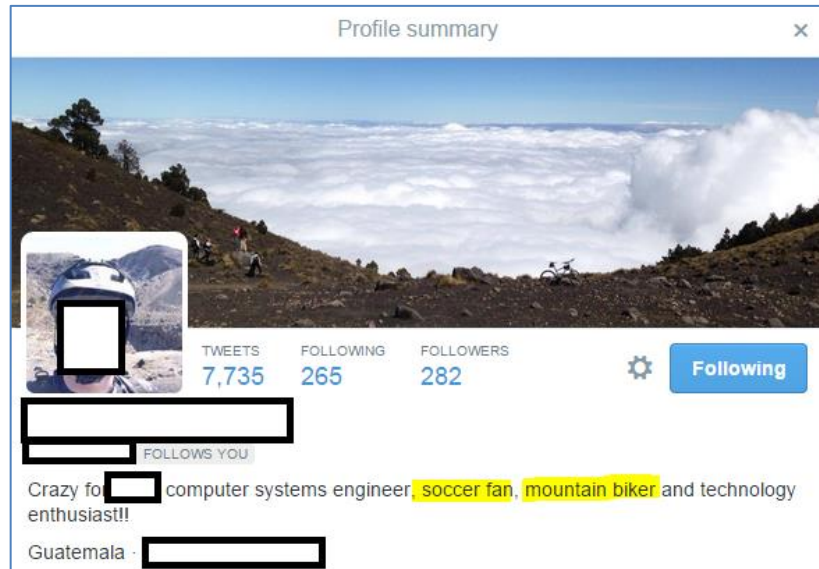 Profile summary ×
TWEETS FOLLOWING FOLLOWERS
7,735 265 282 Following
FOLLOWS YOU
Crazy for computer systems engineer, soccer fan, mountain biker and technology
enthusiast!!
Guatemala ·